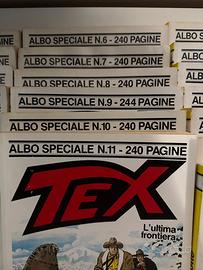 ALBO SPECIALE N.6 - 240 PAGINE
ALBO SPECIALE N.7 - 240 PAGINE
ALBO SPECIALE N.8 - 240 PAGINE
ALBO SPECIALE N.9 - 244 PAGINE
ALBO SPECIALE N.10 - 240 PAGINE
ALBO SPECIALE N.11 - 240 PAGINE
TEX
L'ultima
frontiera